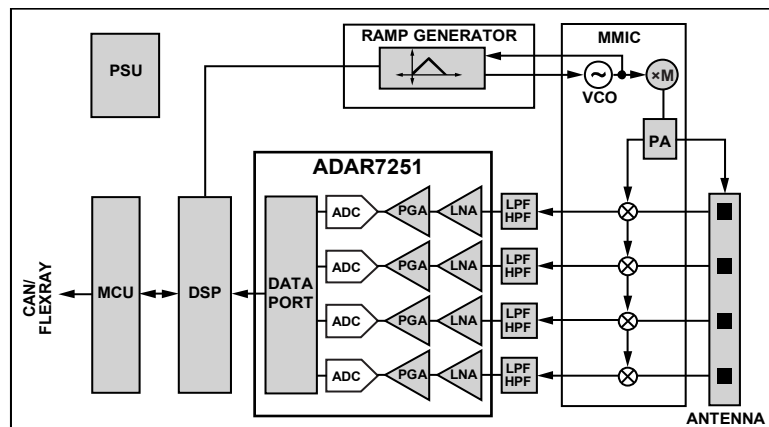 RAMP GENERATOR
MMIC
PSU
~
×M
VCO
PA
ADAR7251
ADC
PGA
LNA
LPF
HPF
ADC
PGA
LNA
LPF
HPF
CAN/
FLEXRAY
MCU
DSP
DATA
PORT
ADC
PGA
LNA
LPF
HPF
ADC
PGA
LNA
LPF
HPF
ANTENNA